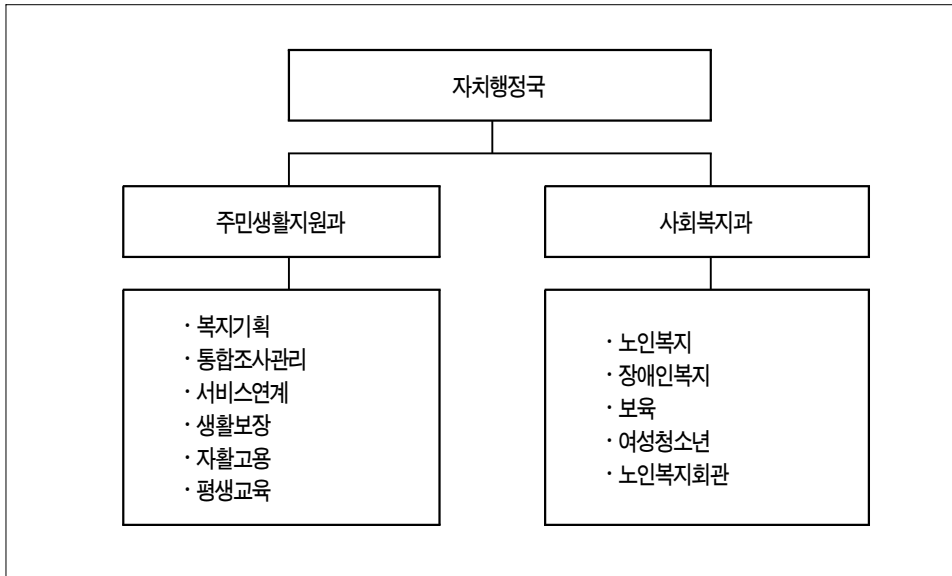 자치행정국
주민생활지원과
사회복지과
· 복지기획
· 통합조사관리
· 서비스연계
· 생활보장
· 자활고용
· 평생교육
· 노인복지
· 장애인복지
· 보육
· 여성청소년
· 노인복지회관